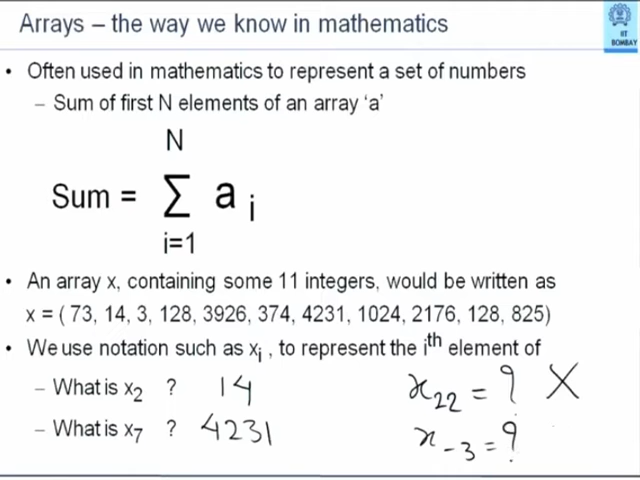 Arrays – the way we know in mathematics
IIT
BOMBAY
• Often used in mathematics to represent a set of numbers
– Sum of first N elements of an array ‘a’
N
Sum = ∑ a i
i=1
• An array x, containing some 11 integers, would be written as
x = ( 73, 14, 3, 128, 3926, 374, 4231, 1024, 2176, 128, 825)
• We use notation such as xi , to represent the ith element of
– What is x2 ? 14 x22 = ? X
– What is x7 ? 4231 x-3 = ?